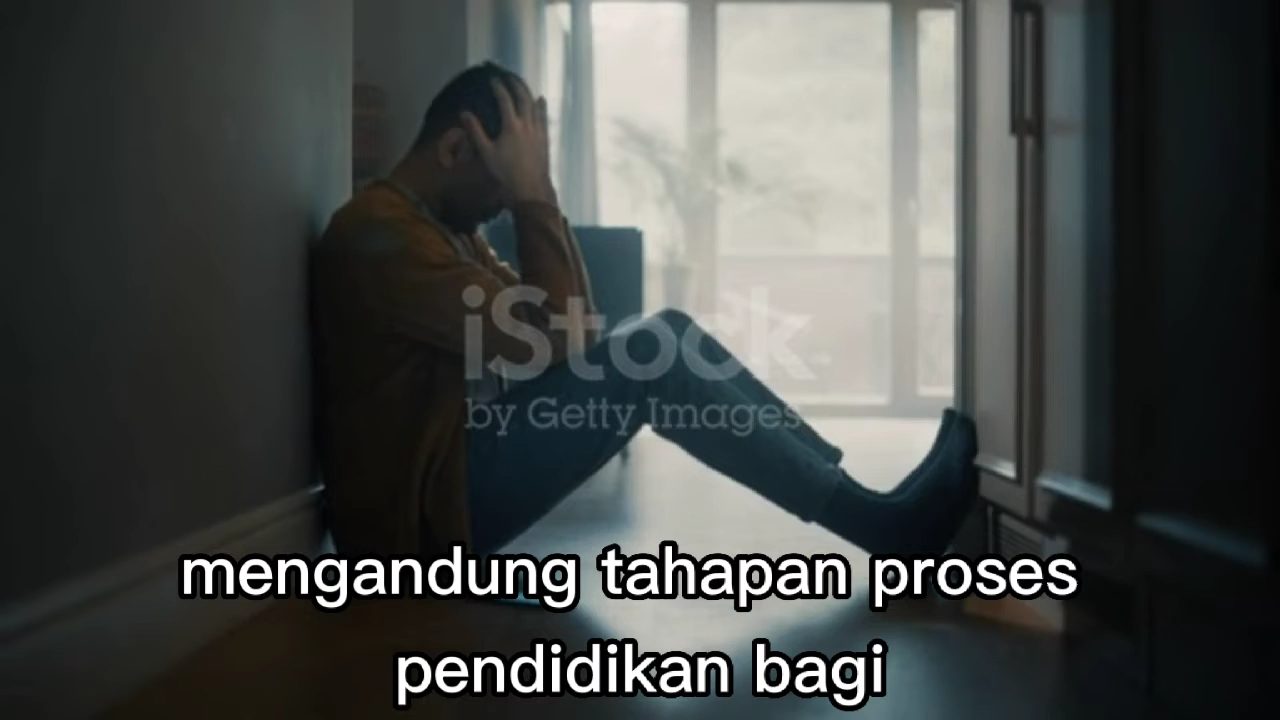 iStock
by Getty Images
mengandung tahapan proses
pendidikan bagi